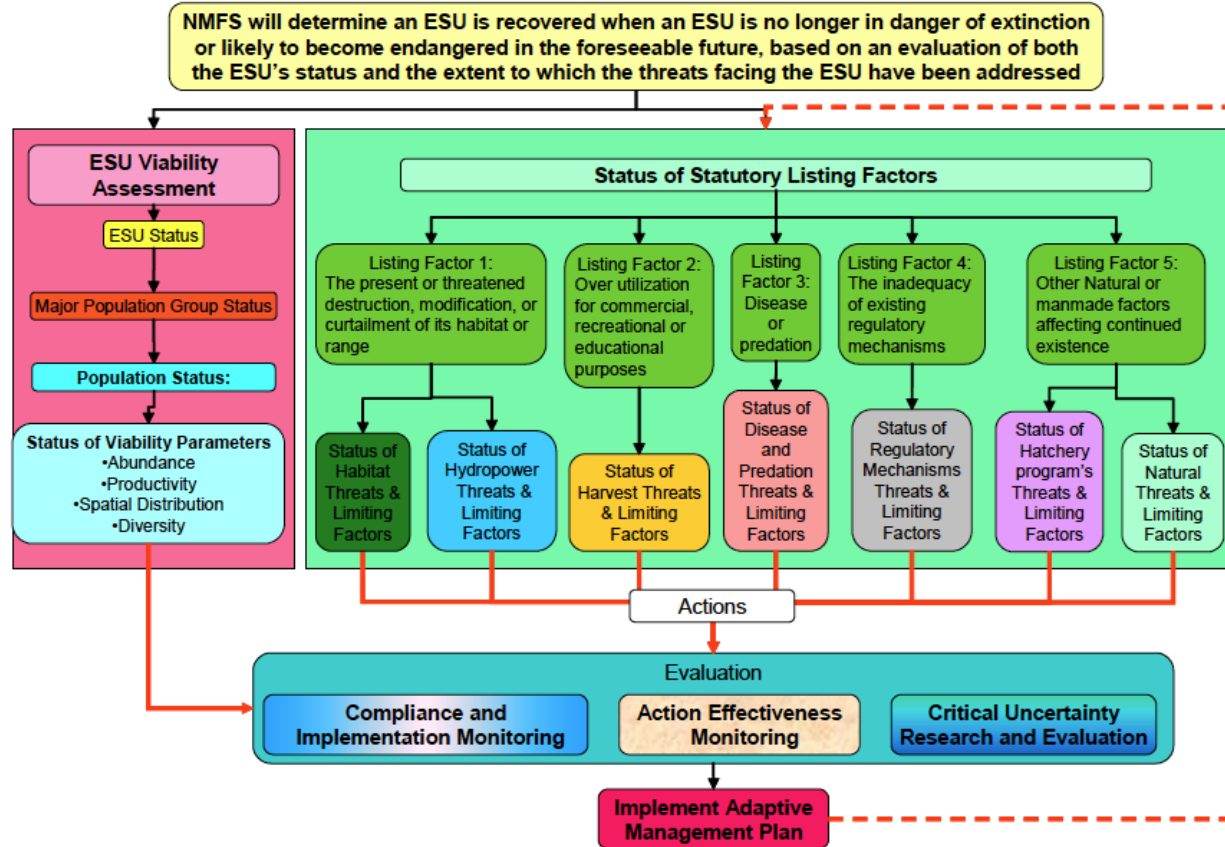 NMFS will determine an ESU is recovered when an ESU is no longer in danger of extinction
or likely to become endangered in the foreseeable future, based on an evaluation of both
the ESU's status and the extent to which the threats facing the ESU have been addressed
ESU Viability
Assessment
ESU Status
Major Population Group Status
Population Status:
Status of Viability Parameters
•Abundance
•Productivity
•Spatial Distribution
•Diversity
Status of Statutory Listing Factors
Listing Factor 1:
The present or threatened
destruction, modification, or
curtailment of its habitat or
range
Listing Factor 2:
Over utilization for commercial,
recreational or
educational
purposes
Listing
Factor 3:
Disease
or
predation
Listing Factor 4:
The inadequacy
of existing
regulatory
mechanisms
Listing Factor 5:
Other Natural or
manmade factors
affecting continued
existence
Status of
Habitat
Threats &
Limiting
Factors
Status of
Hydropower
Threats &
Limiting
Factors
Status of
Harvest Threats
& Limiting
Factors
Status of
Disease
and
Predation
Threats &
Limiting
Factors
Status of
Regulatory
Mechanisms
Threats &
Limiting
Factors
Status of
Hatchery
program's
Threats &
Limiting
Factors
Status of
Natural
Threats &
Limiting
Factors
Actions
Evaluation
Compliance and
Implementation Monitoring
Action Effectiveness
Monitoring
Critical Uncertainty
Research and Evaluation
Implement Adaptive
Management Plan